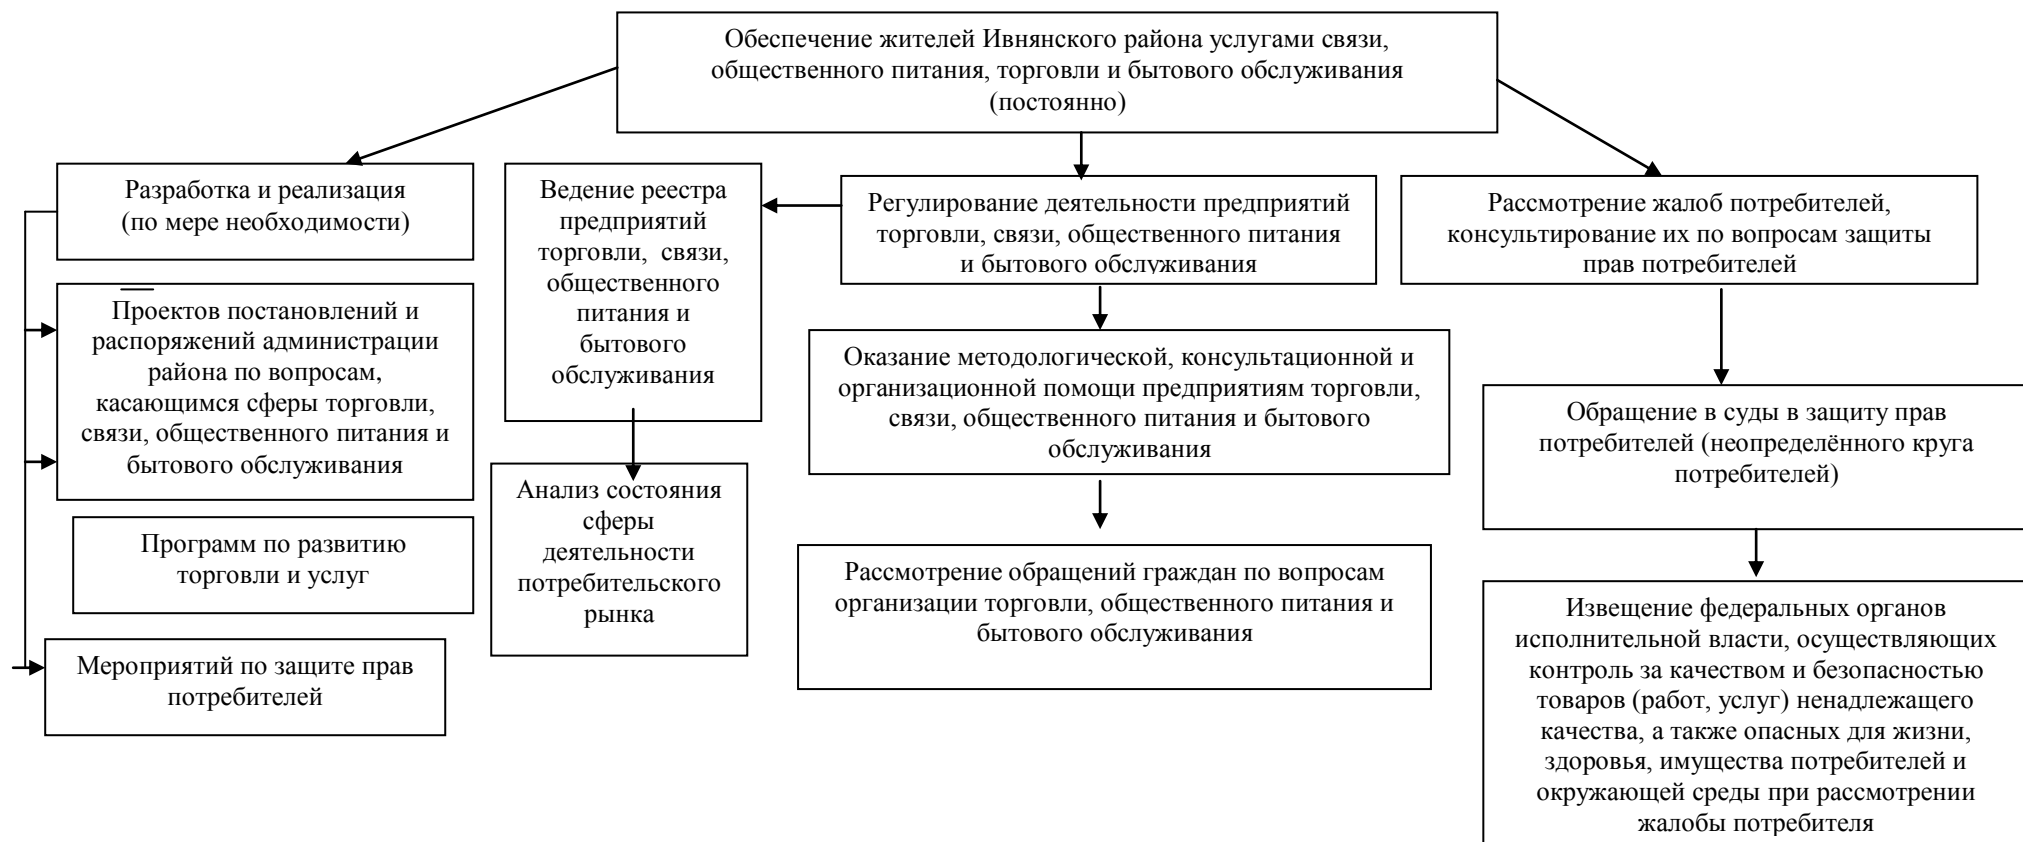 Обеспечение жителей Ивнянского района услугами связи,
общественного питания, торговли и бытового обслуживания
(постоянно)
Разработка и реализация
(по мере необходимости)
Проектов постановлений и
распоряжений администрации
района по вопросам,
касающимся сферы торговли,
связи, общественного питания и
бытового обслуживания
Программ по развитию
торговли и услуг
Мероприятий по защите прав
потребителей
Ведение реестра
предприятий
торговли, связи,
общественного
питания и
бытового
обслуживания
Анализ состояния
сферы
деятельности
потребительского
рынка
Регулирование деятельности предприятий
торговли, связи, общественного питания
и бытового обслуживания
Оказание методологической, консультационной и
организационной помощи предприятиям торговли,
связи, общественного питания и бытового
обслуживания
Рассмотрение обращений граждан по вопросам
организации торговли, общественного питания и
бытового обслуживания
Рассмотрение жалоб потребителей,
консультирование их по вопросам защиты
прав потребителей
Обращение в суды в защиту прав
потребителей (неопределённого круга
потребителей)
Извещение федеральных органов
исполнительной власти, осуществляющих
контроль за качеством и безопасностью
товаров (работ, услуг) ненадлежащего
качества, а также опасных для жизни,
здоровья, имущества потребителей и
окружающей среды при рассмотрении
жалобы потребителя